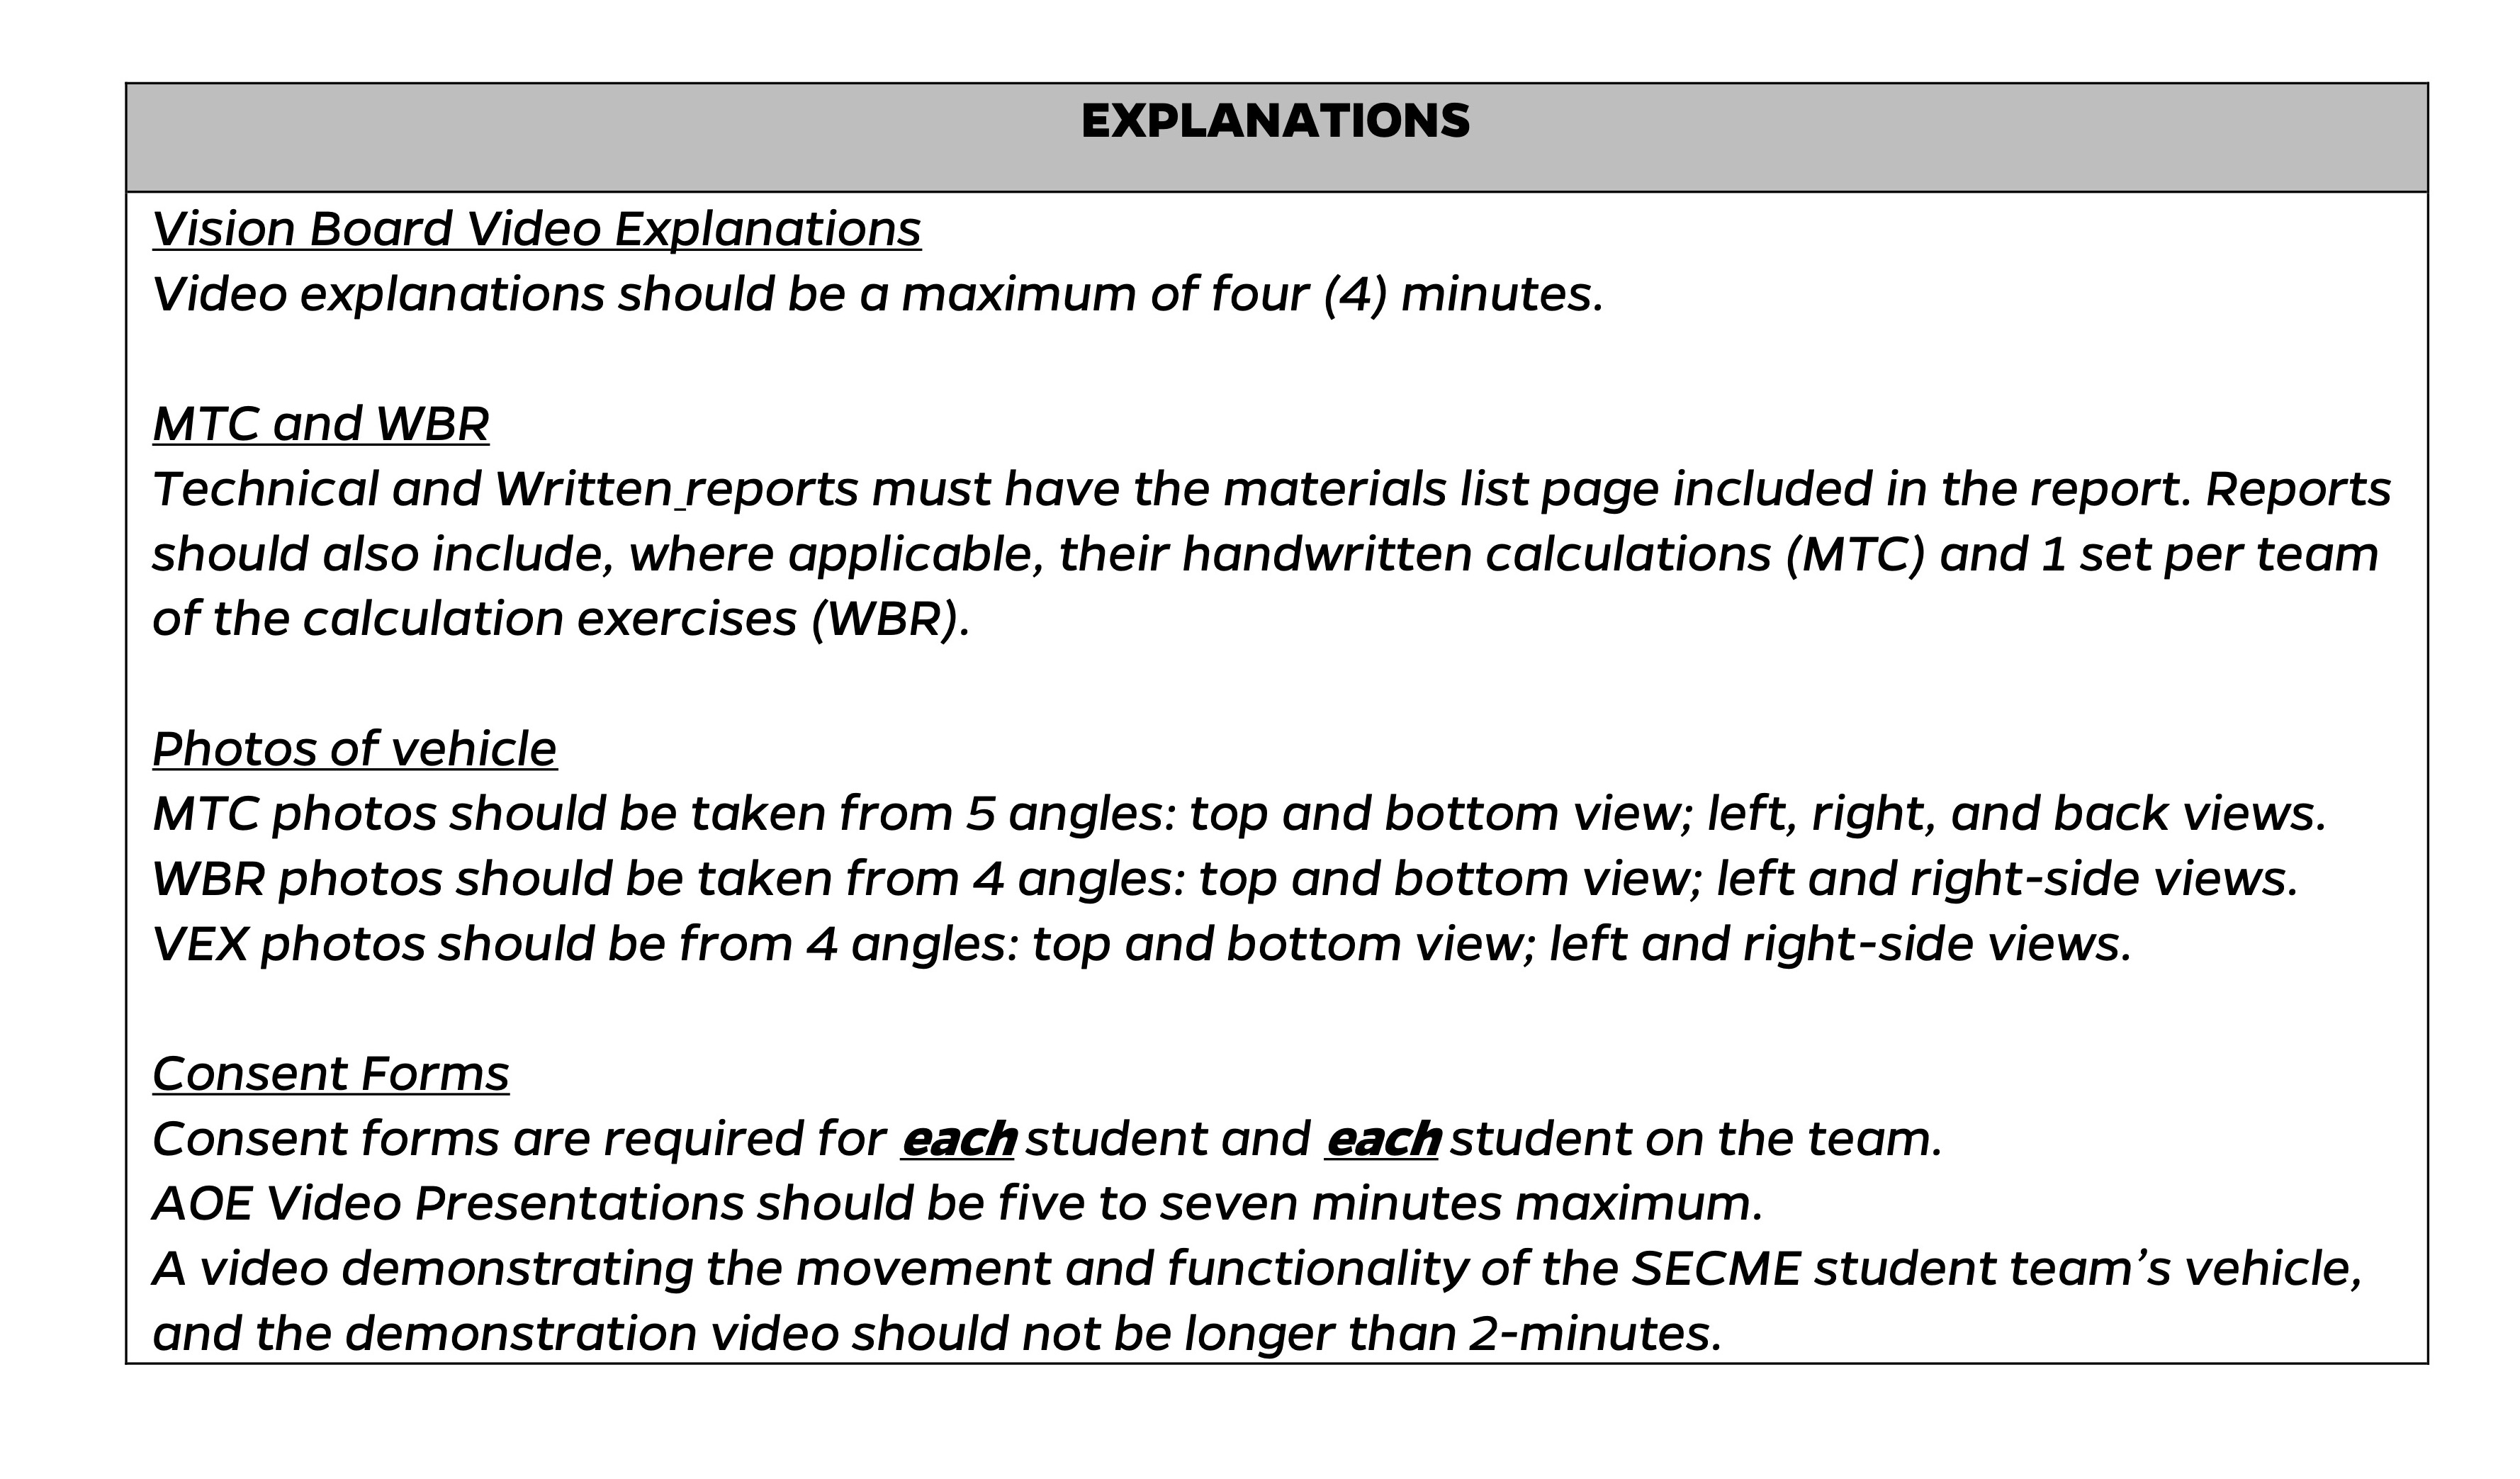 EXPLANATIONS
Vision Board Video Explanations
Video explanations should be a maximum of four (4) minutes.
MTC and WBR
Technical and Written reports must have the materials list page included in the report. Reports
should also include, where applicable, their handwritten calculations (MTC) and 1 set per team
of the calculation exercises (WBR).
Photos of vehicle
MTC photos should be taken from 5 angles: top and bottom view; left, right, and back views.
WBR photos should be taken from 4 angles: top and bottom view; left and right-side views.
VEX photos should be from 4 angles: top and bottom view; left and right-side views.
Consent Forms
Consent forms are required for each student and each student on the team.
AOE Video Presentations should be five to seven minutes maximum.
A video demonstrating the movement and functionality of the SECME student team’s vehicle,
and the demonstration video should not be longer than 2-minutes.